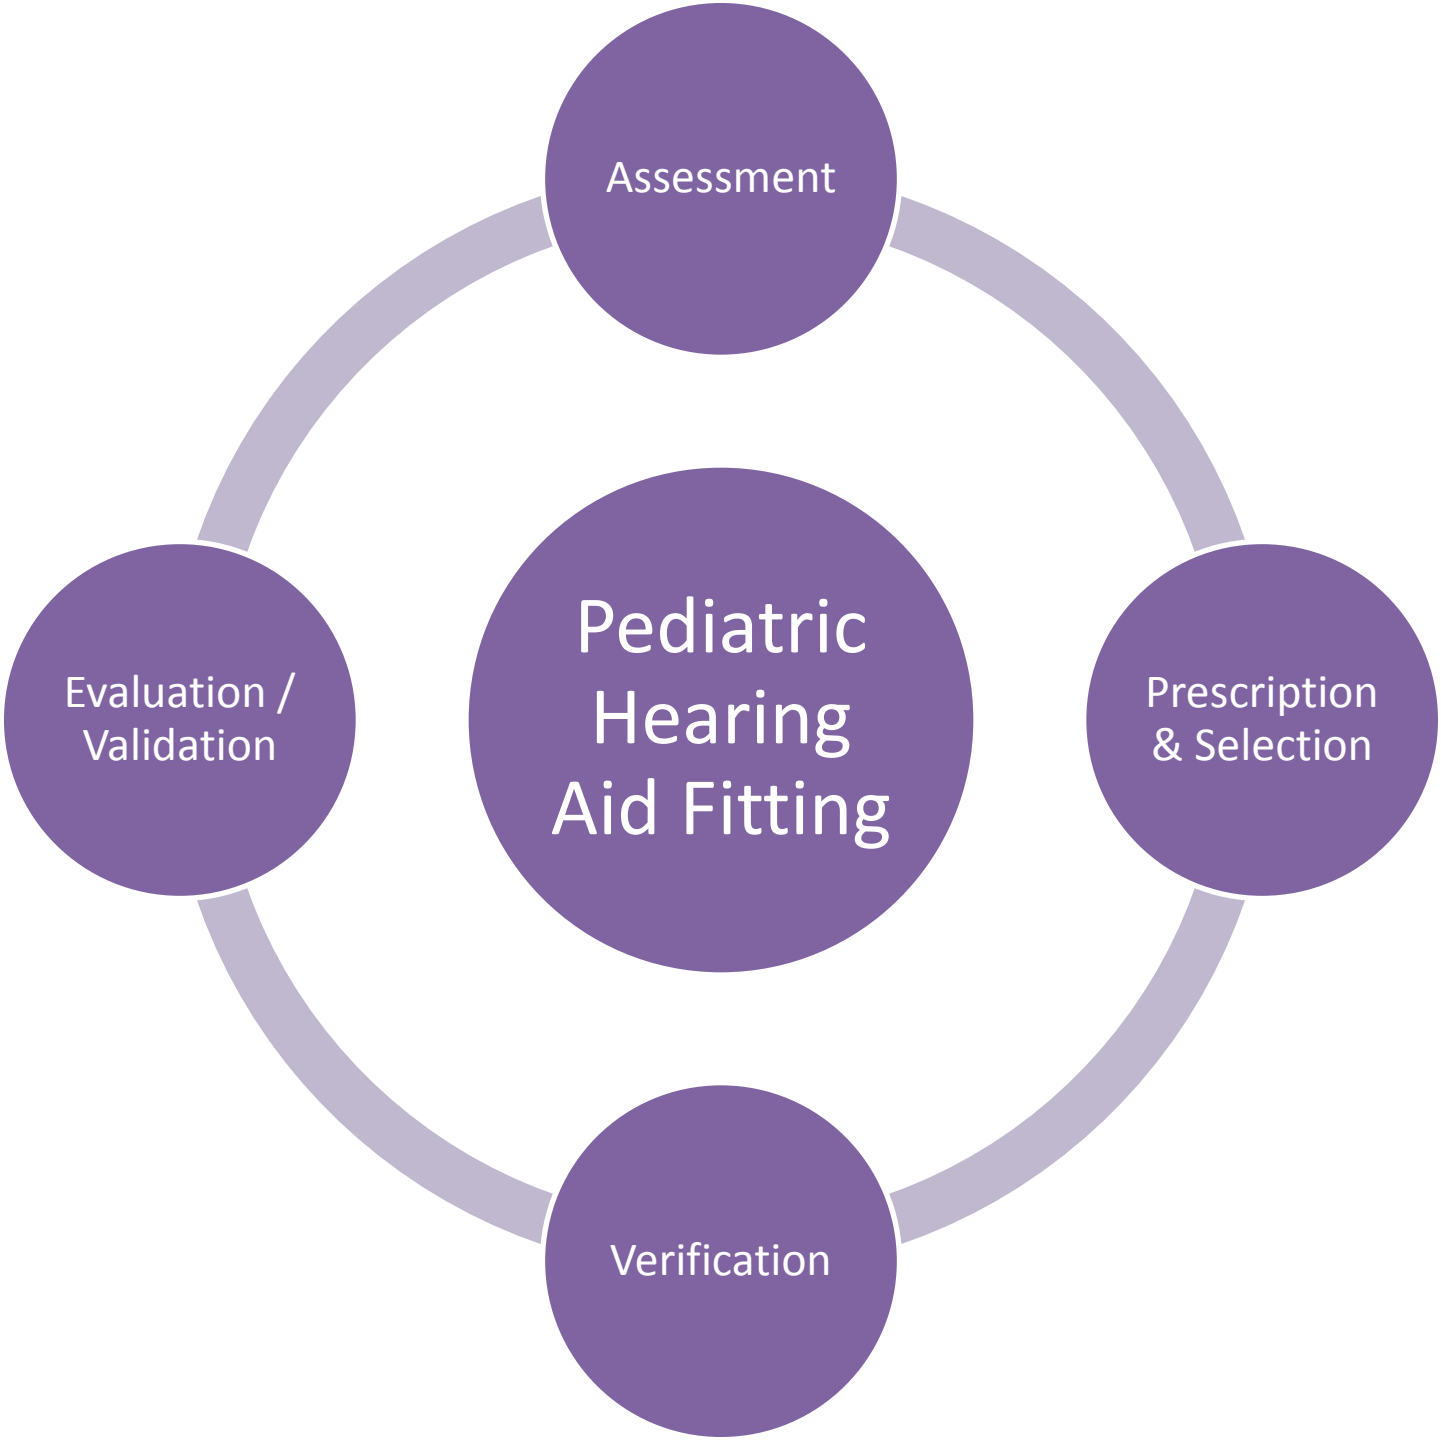 Assessment
Pediatric
Hearing
Aid Fitting
Evaluation /
Validation
Prescription
& Selection
Verification